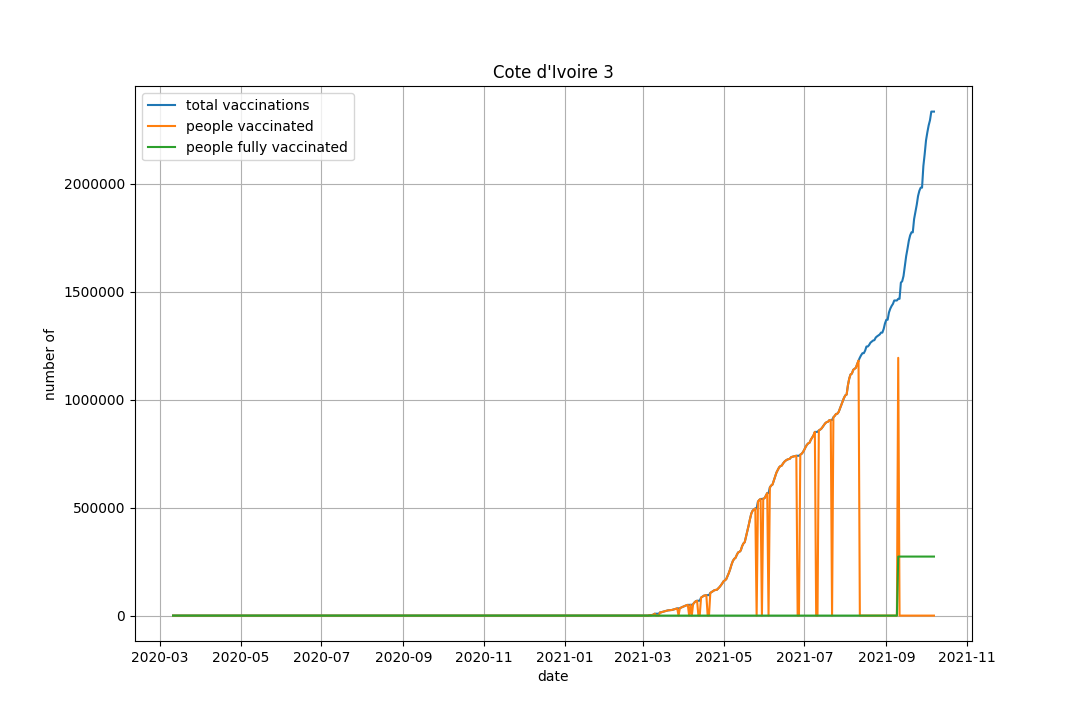 Cote d'Ivoire 3
total vaccinations
people vaccinated
people fully vaccinated
number of
2000000
1500000
1000000
500000
0
2020-03 2020-05 2020-07 2020-09 2020-11 2021-01 2021-03 2021-05 2021-07 2021-09 2021-11
date